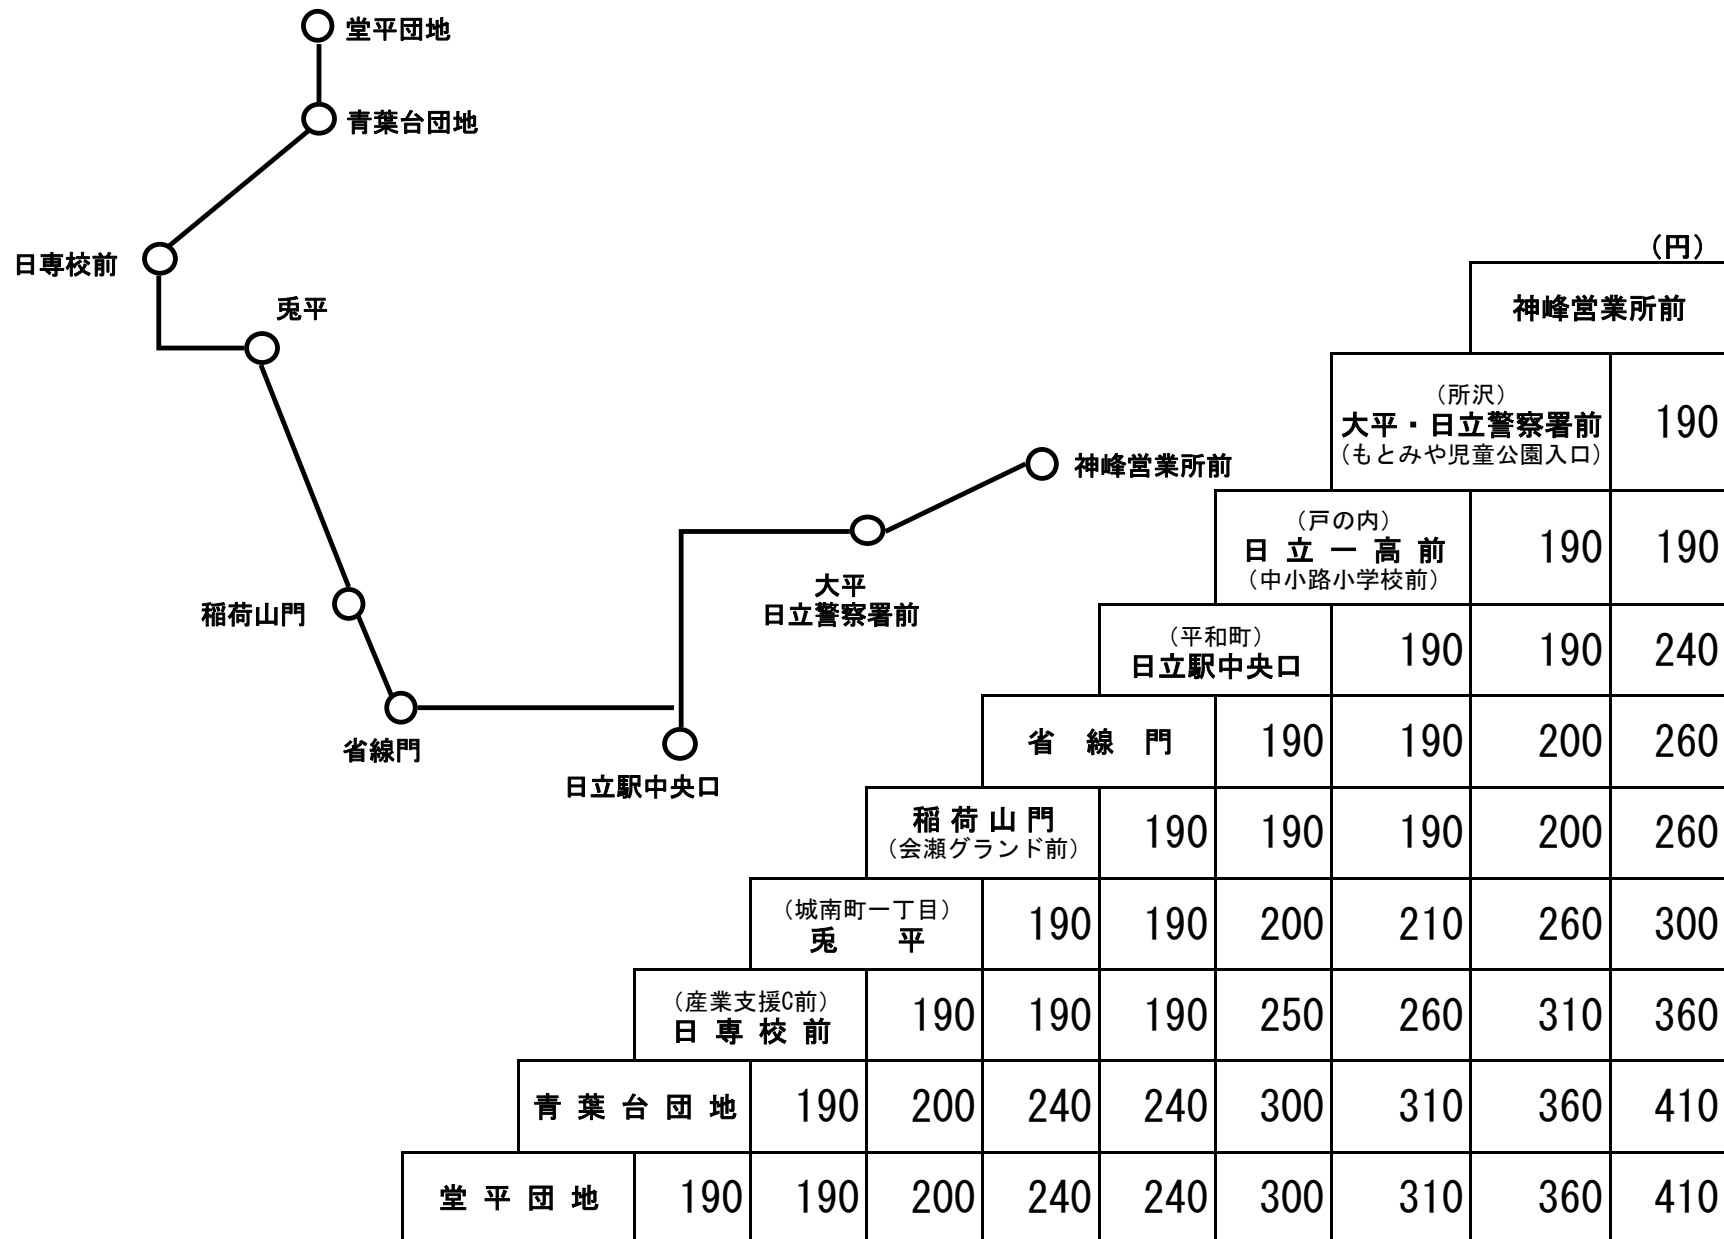 堂平団地
青葉台団地
日専校前
兎平
稲荷山門
省線門
日立駅中央口
大平
日立警察署前
神峰営業所前
（円）
神峰営業所前
（所沢）
大平・日立警察署前 190
（もとみや児童公園入口）
（戸の内）
日立一高前 190 190
（中小路小学校前）
（平和町）
日立駅中央口 190 190 240
省線門 190 190 200 260
稲荷山門 190 190 190 200 260
（会瀬グランド前）
（城南町一丁目）
兎平 190 190 200 210 260 300
（産業支援C前）
日専校前 190 190 190 250 260 310 360
青葉台団地 190 200 240 240 300 310 360 410
堂平団地 190 190 200 240 240 300 310 360 410